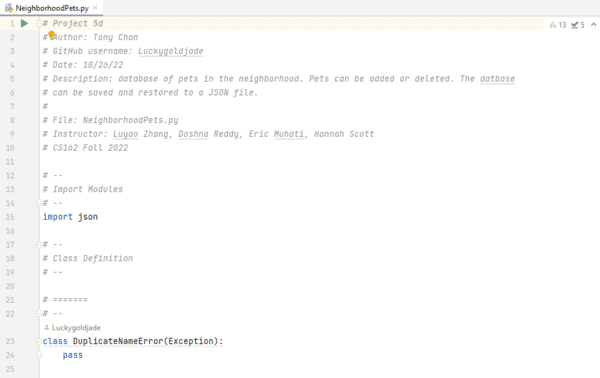 NeighborhoodPets.py
13 5
1 # Project 5d
2 # Author: Tony Chan
3 # GitHub username: Luckygoldjade
4 # Date: 10/26/22
5 # Description: database of pets in the neighborhood. Pets can be added or deleted. The datbase
6 # can be saved and restored to a JSON file.
7 #
8 # File: NeighborhoodPets.py
9 # Instructor: Luyao Zhang, Doshna Reddy, Eric Muhati, Hannah Scott
10 # CS162 Fall 2022
11
12 # --
13 # Import Modules
14 # --
15 import json
16
17 # --
18 # Class Definition
19 # --
20
21 # =======
22 # --
Luckygoldjade
23 class DuplicateNameError(Exception):
24 pass
25